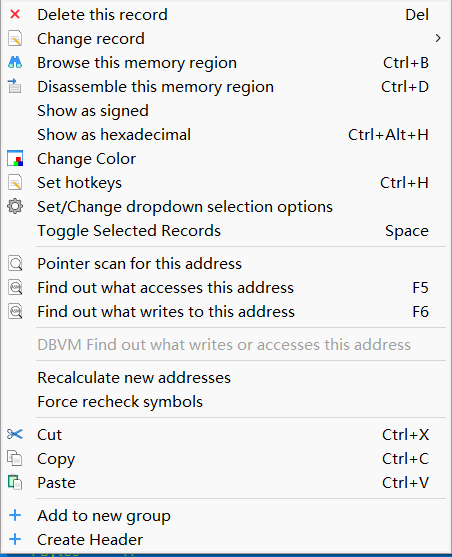 Delete this record Del
Change record
Browse this memory region Ctrl+B
Disassemble this memory region Ctrl+D
Show as signed
Show as hexadecimal Ctrl+Alt+H
Change Color
Set hotkeys Ctrl+H
Set/Change dropdown selection options
Toggle Selected Records Space
Pointer scan for this address
Find out what accesses this address F5
Find out what writes to this address F6
DBVM Find out what writes or accesses this address
Recalculate new addresses
Force recheck symbols
Cut Ctrl+X
Copy Ctrl+C
Paste Ctrl+V
Add to new group
Create Header